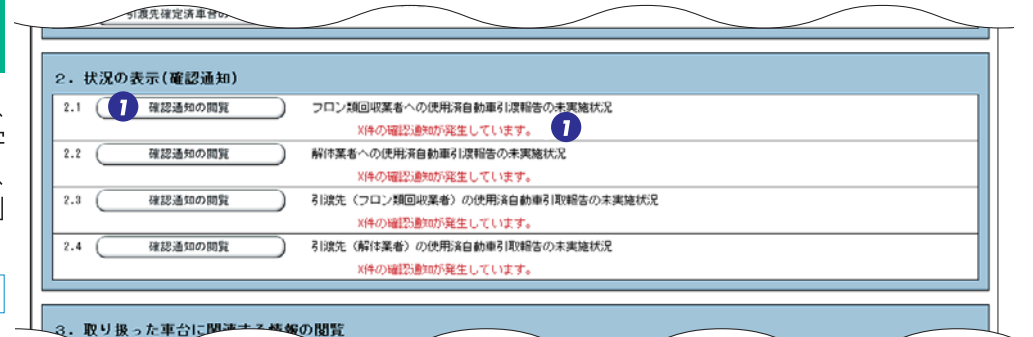 引渡先確定済車台の
2. 状況の表示(確認通知)
2.1 1 確認通知の閲覧 フロン類回収業者への使用済自動車引渡報告の未実施状況
X件の確認通知が発生しています。 1
2.2 確認通知の閲覧 解体業者への使用済自動車引渡報告の未実施状況
X件の確認通知が発生しています。
2.3 確認通知の閲覧 引渡先（フロン類回収業者）の使用済自動車引取報告の未実施状況
X件の確認通知が発生しています。
2.4 確認通知の閲覧 引渡先（解体業者）の使用済自動車引取報告の未実施状況
X件の確認通知が発生しています。
3. 取り扱った車台に関連する情報の閲覧